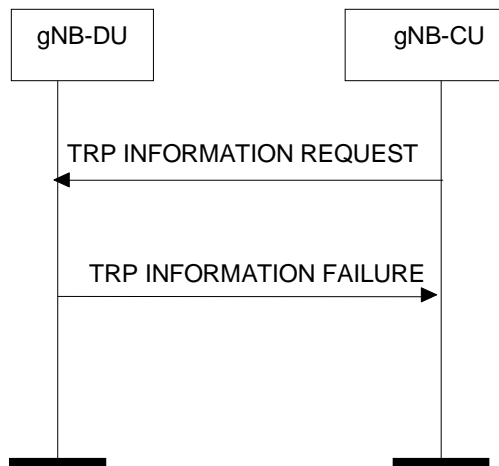 gNB-DU
gNB-CU
TRP INFORMATION REQUEST
TRP INFORMATION FAILURE